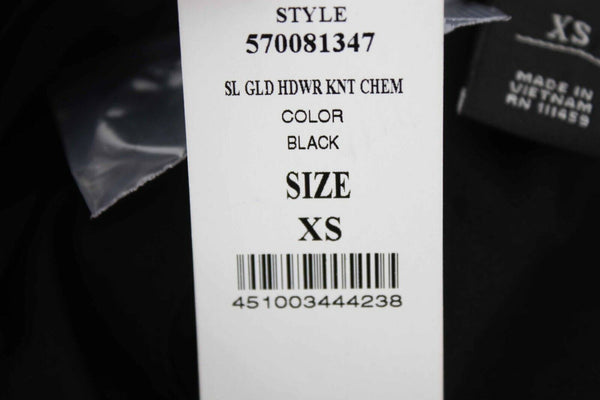 STYLE
570081347
SL GLD HDWR KNT CHEM
COLOR
BLACK
SIZE
XS
451003444238
XS
MADE IN
VIETNAM
RN 111459